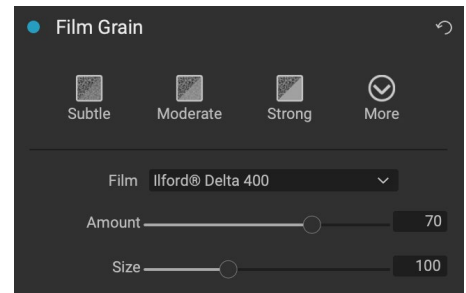 Film Grain
Subtle Moderate Strong More
Film Ilford® Delta 400
Amount 70
Size 100